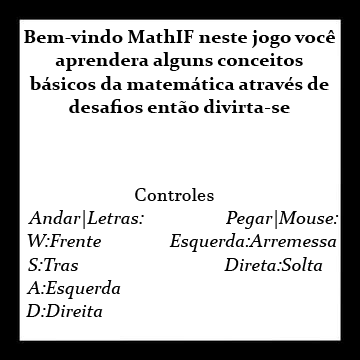 Bem-vindo MathIF neste jogo você
aprendera alguns conceitos
básicos da matemática através de
desafios então divirta-se
Controles
Andar|Letras: Pegar|Mouse:
W:Frente Esquerda:Arremessa
S:Tras Direta:Solta
A:Esquerda
D:Direita